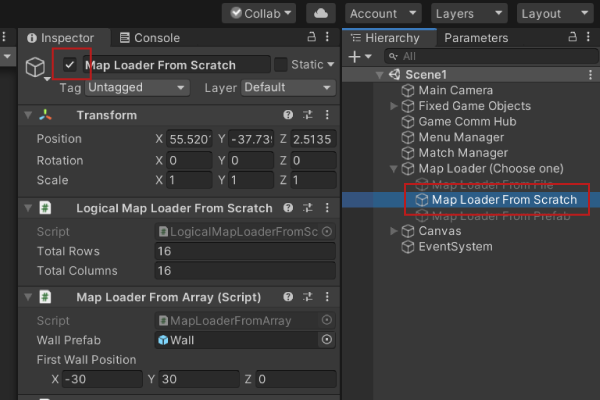 Collab
Account
Layers
Layout
Inspector
Console
Map Loader From Scratch
Static
Tag Untagged Layer Default
Transform
Position X 55.520 Y -37.739 Z 2.5135
Rotation X 0 Y 0 Z 0
Scale X 1 Y 1 Z 1
Logical Map Loader From Scratch
Script LogicalMapLoaderFromSc
Total Rows 16
Total Columns 16
Map Loader From Array (Script)
Script MapLoaderFromArray
Wall Prefab Wall
First Wall Position
X -30 Y 30 Z 0
Hierarchy
Parameters
All
Scene1
Main Camera
Fixed Game Objects
Game Comm Hub
Menu Manager
Match Manager
Map Loader (Choose one)
Map Loader From File
Map Loader From Scratch
Map Loader From Prefab
Canvas
EventSystem